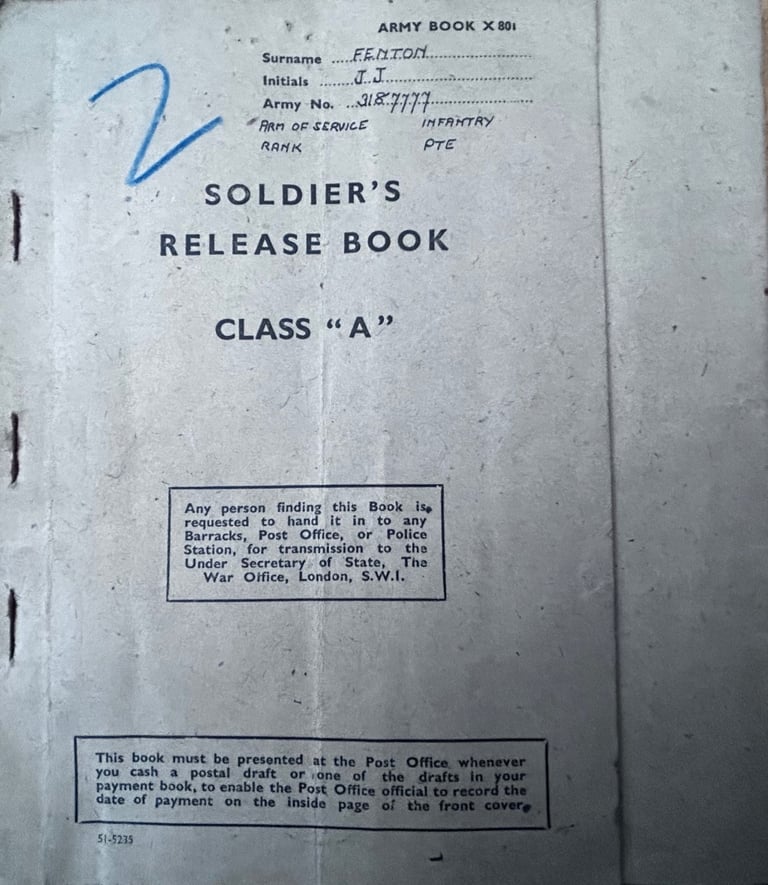 ARMY BOOK X 801
Surname ..... FENTON
Initials ....... J.J.
Army No. ...3187777
ARM OF SERVICE INFANTRY
RANK PTE
2
SOLDIER'S
RELEASE BOOK
CLASS “A”
Any person finding this Book is
requested to hand it in to any
Barracks, Post Office, or Police
Station, for transmission to the
Under Secretary of State, The
War Office, London, S.W.1.
This book must be presented at the Post Office whenever
you cash a postal draft or one of the drafts in your
payment book, to enable the Post Office official to record the
date of payment on the inside page of the front cover.
51-5235